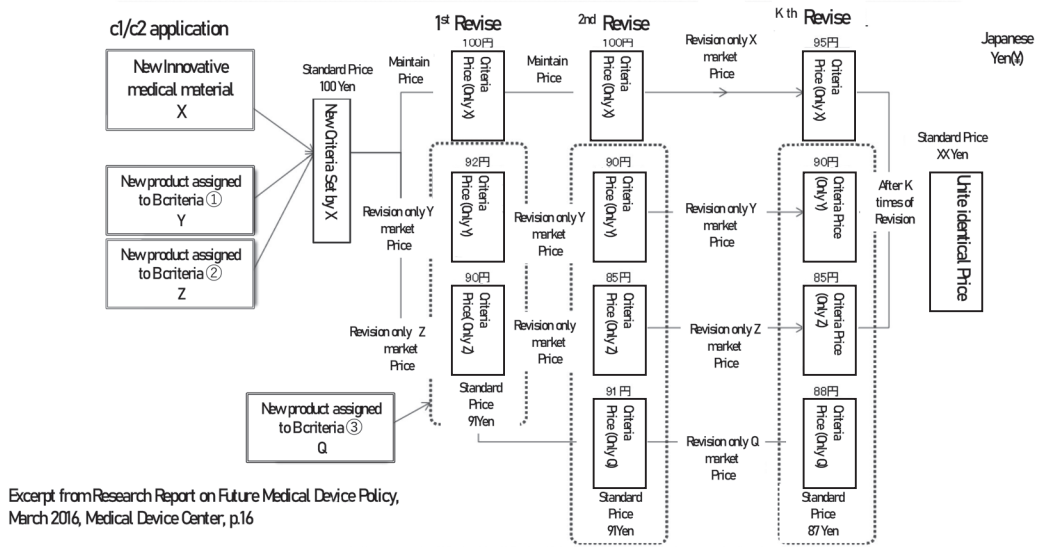 c1/c2 application
1st Revise
2nd Revise
K th Revise
Japanese
Yen(¥)
New Innovative
medical material
X
New product assigned
to Bcriteria ①
Y
New product assigned
to Bcriteria ②
Z
New product assigned
to Bcriteria ③
Q
Standard Price
100 Yen
New Criteria Set by X
Maintain
Price
Revision only Y
market
Price
Revision only Z
market
Price
100円
Criteria
Price (Only X)
92円
Criteria
Price (Only Y)
90円
Criteria
Price( Only Z)
Standard
Price
91Yen
Maintain
Price
Revision only Y
market
Price
Revision only
market
Price
100円
Criteria
Price (Only X)
90円
Criteria
Price (Only Y)
85円
Criteria
Price (Only Z)
91円
Criteria
Price (Only Q)
Standard
Price
91Yen
Revision only X
market
Price
Revision only Y
market
Price
Revision only Z
market
Price
Revision only Q
market
Price
95円
Criteria
Price (Only X)
90円
Criteria Price
(Only Y)
85円
Criteria Price
(Only Z)
88円
Criteria
Price (Only Q)
Standard
Price
87Yen
After K
times of
Revision
Standard Price
XX Yen
Unite identical Price
Excerpt from Research Report on Future Medical Device Policy,
March 2016, Medical Device Center, p.16